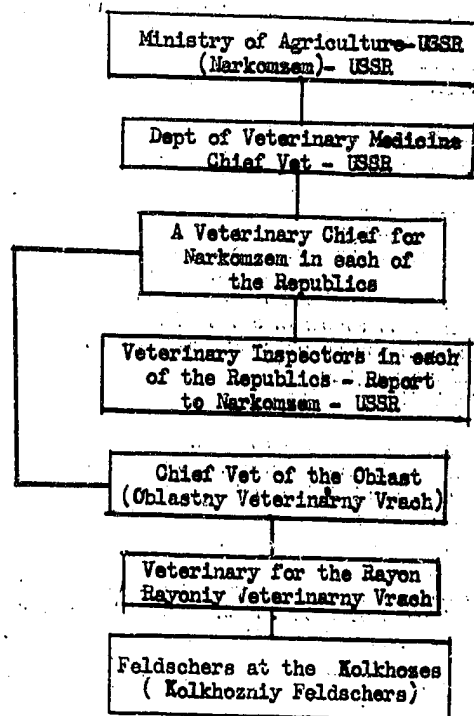 Ministry of Agriculture-USSR
(Narkomzem)- USSR
Dept of Veterinary Medicine
Chief Vet - USSR
A Veterinary Chief for
Narkomzem in each of
the Republics
Veterinary Inspectors in each
of the Republics - Report
to Narkomzem - USSR
Chief Vet of the Oblast
(Oblastny Veterinarny Vrach)
Veterinary for the Rayon
Rayoniy Veterinarny Vrach
Feldschers at the Kolkhozes
( Kolkhozniy Feldschers)